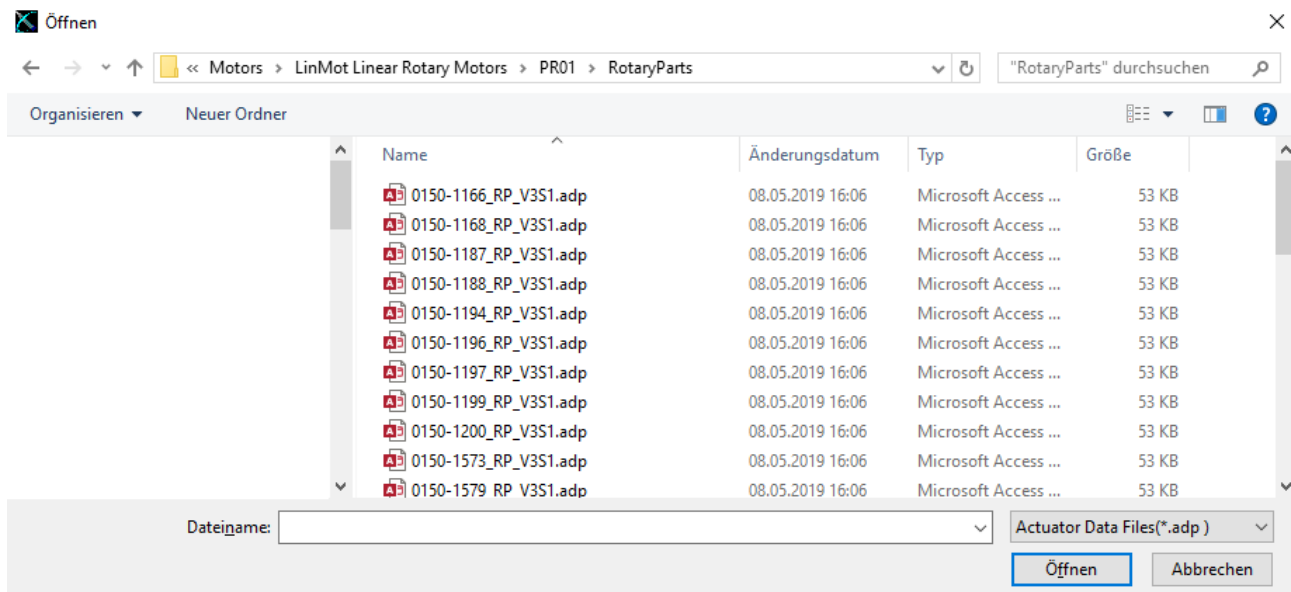 Öffnen
« Motors › LinMot Linear Rotary Motors › PR01 › RotaryParts "RotaryParts" durchsuchen
Organisieren Neuer Ordner ?
Name Änderungsdatum Typ Größe
0150-1166_RP_V3S1.adp 08.05.2019 16:06 Microsoft Access ... 53 KB
0150-1168_RP_V3S1.adp 08.05.2019 16:06 Microsoft Access ... 53 KB
0150-1187_RP_V3S1.adp 08.05.2019 16:06 Microsoft Access ... 53 KB
0150-1188_RP_V3S1.adp 08.05.2019 16:06 Microsoft Access ... 53 KB
0150-1194_RP_V3S1.adp 08.05.2019 16:06 Microsoft Access ... 53 KB
0150-1196_RP_V3S1.adp 08.05.2019 16:06 Microsoft Access ... 53 KB
0150-1197_RP_V3S1.adp 08.05.2019 16:06 Microsoft Access ... 53 KB
0150-1199_RP_V3S1.adp 08.05.2019 16:06 Microsoft Access ... 53 KB
0150-1200_RP_V3S1.adp 08.05.2019 16:06 Microsoft Access ... 53 KB
0150-1573_RP_V3S1.adp 08.05.2019 16:06 Microsoft Access ... 53 KB
0150-1579_RP_V3S1.adp 08.05.2019 16:06 Microsoft Access ... 53 KB
Dateiname: Actuator Data Files(*.adp )
Öffnen Abbrechen